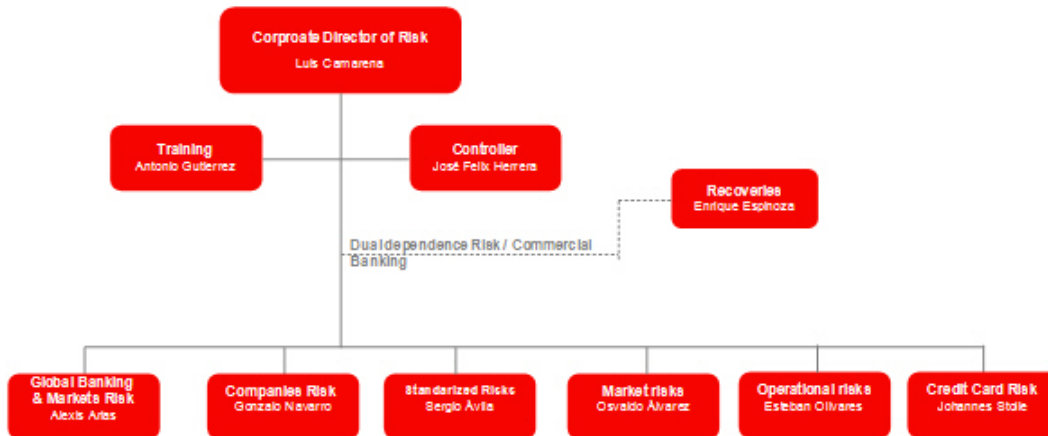 Corproate Director of Risk
Luis Camarena
Training
Antonio Gutierrez
Controller
José Felix Herrera
Recoveries
Enrique Espinoza
Dual dependence Risk / Commercial
Banking
Global Banking
& Markets Risk
Alexis Arias
Companies Risk
Gonzalo Navarro
Standarized Risks
Sergio Ávila
Market risks
Osvaldo Álvarez
Operational risks
Esteban Olivares
Credit Card Risk
Johannes Stolle